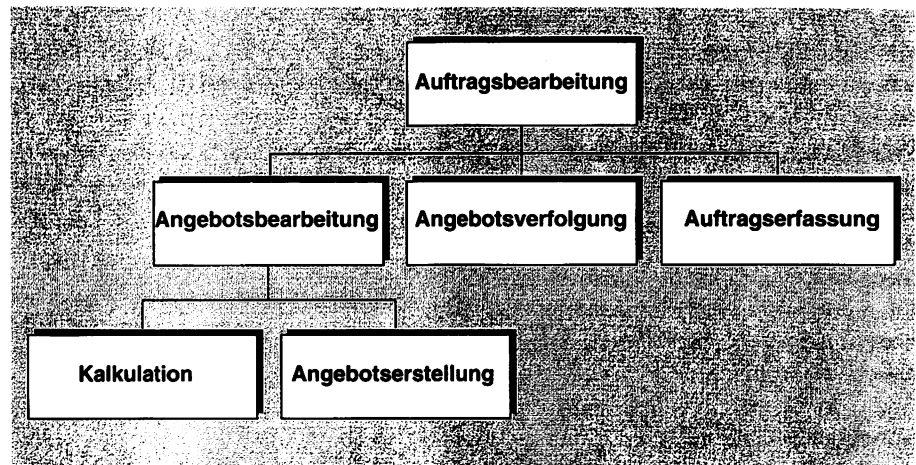 Auftragsbearbeitung
Angebotsbearbeitung
Angebotsverfolgung
Auftragserfassung
Kalkulation
Angebotserstellung